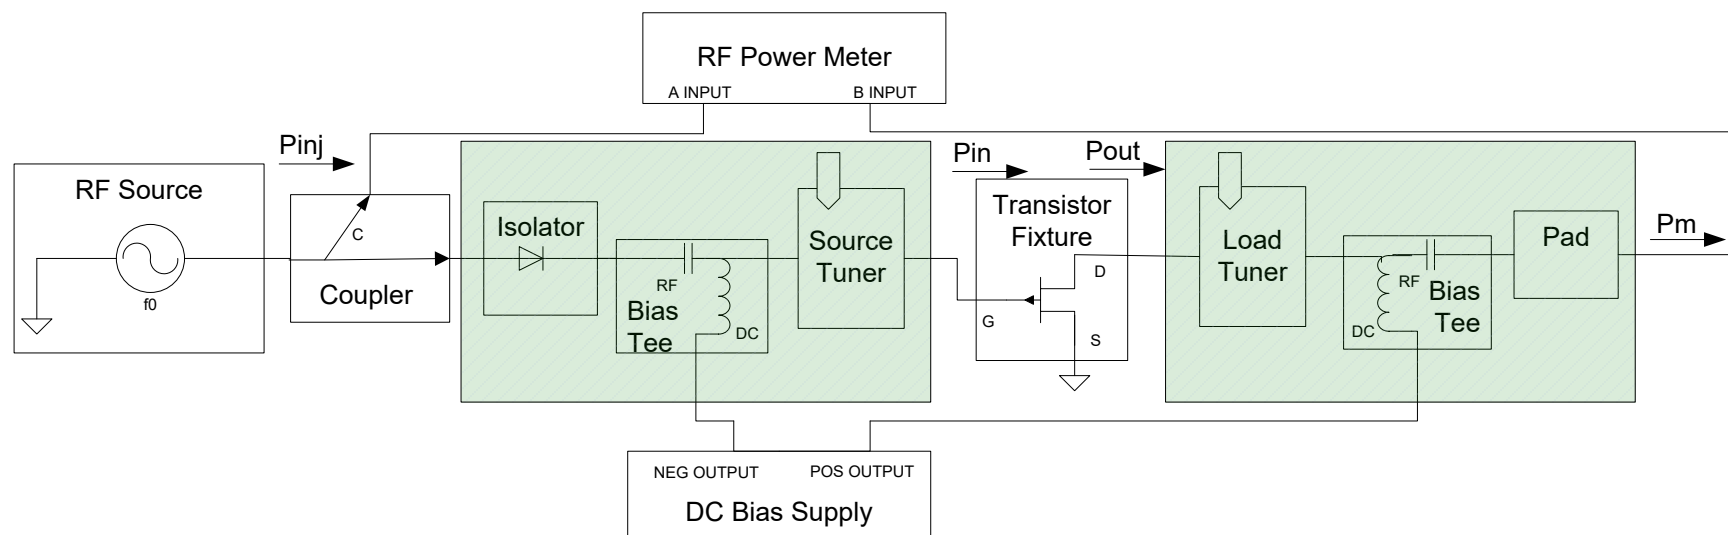 RF Power Meter
A INPUT
B INPUT
Pinj
RF Source
f0
C
Coupler
Isolator
RF
Bias
Tee
DC
Source
Tuner
Pin
Transistor
Fixture
D
G
S
Pout
Load
Tuner
RF
Bias
Tee
DC
Pad
Pm
NEG OUTPUT
POS OUTPUT
DC Bias Supply